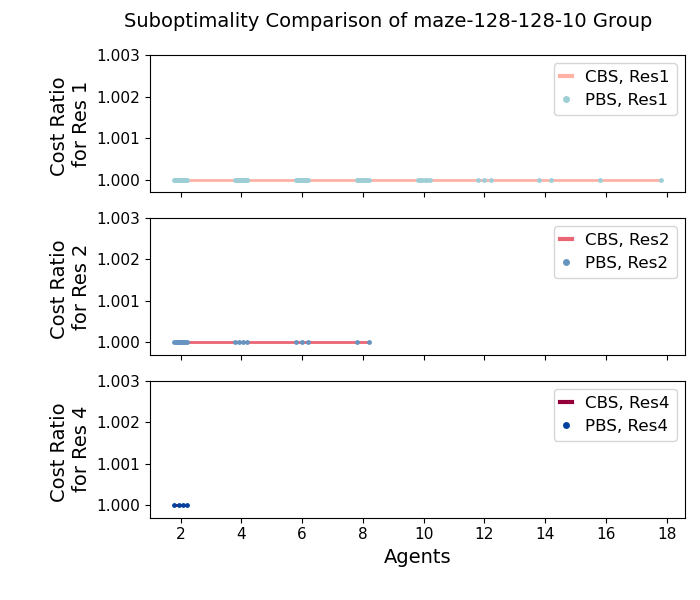 Suboptimality Comparison of maze-128-128-10 Group
Cost Ratio
for Res 1
1.003
1.002
1.001
1.000
CBS, Res1
PBS, Res1
Cost Ratio
for Res 2
1.003
1.002
1.001
1.000
CBS, Res2
PBS, Res2
Cost Ratio
for Res 4
1.003
1.002
1.001
1.000
CBS, Res4
PBS, Res4
2 4 6 8 10 12 14 16 18
Agents